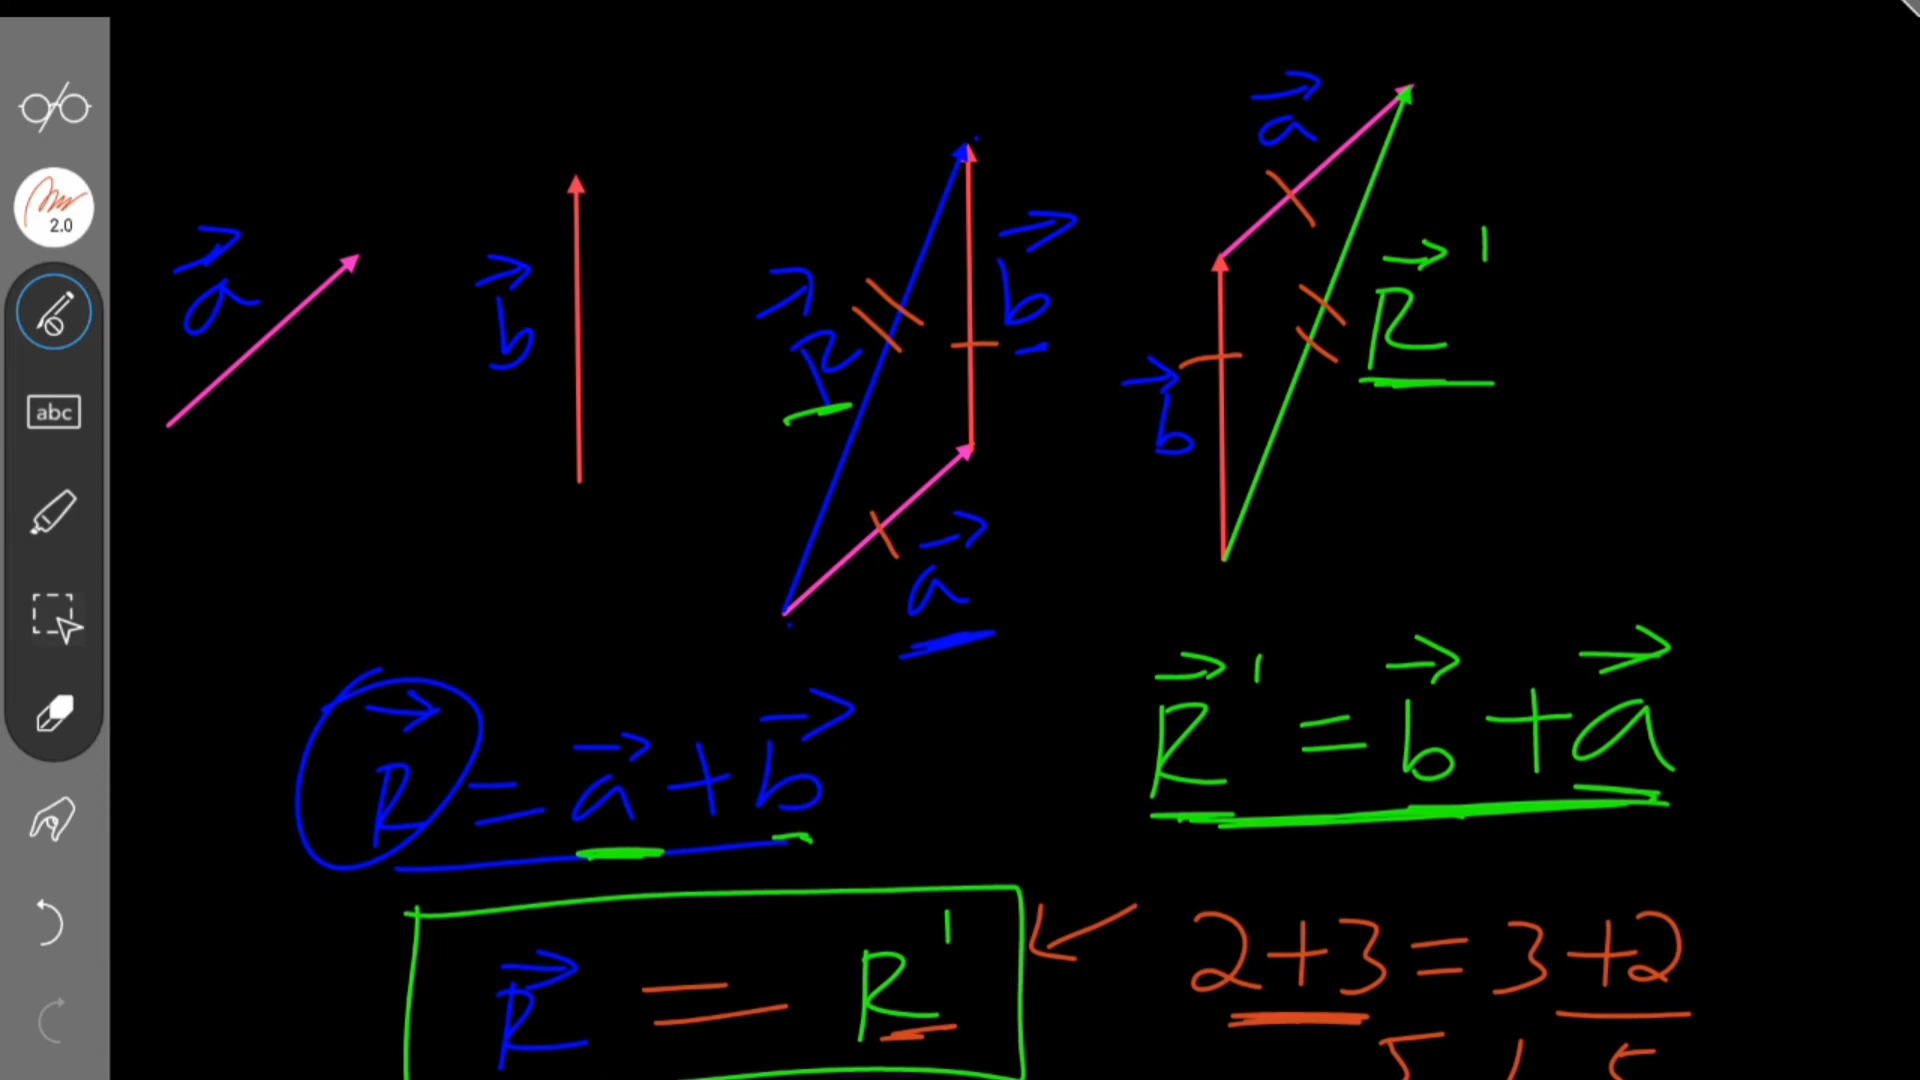 2.0
abc
a⃗
b⃗
R⃗
b⃗
a⃗
a⃗
b⃗
R⃗'
R⃗ = a⃗ + b⃗
R⃗' = b⃗ + a⃗
R⃗ = R'
2+3 = 3+2